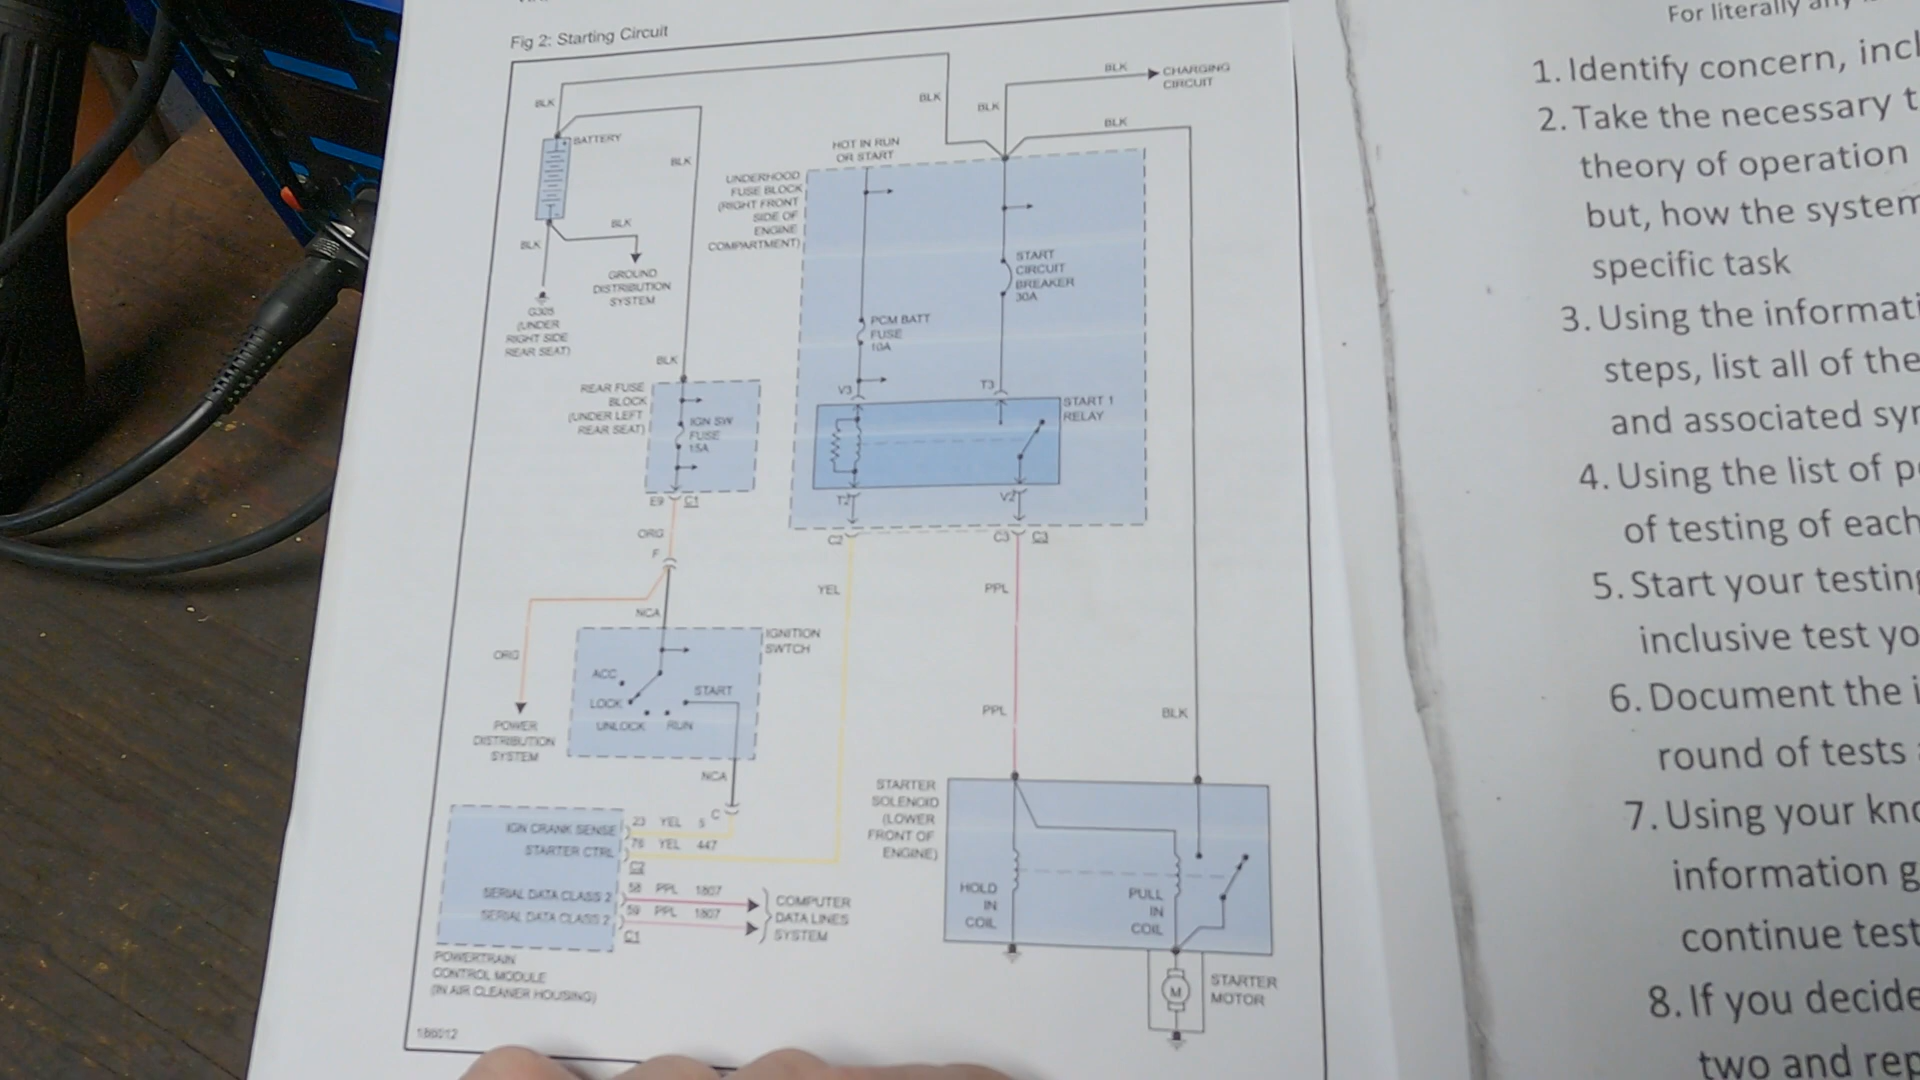 Fig 2: Starting Circuit
BLK
BATTERY
BLK
BLK
BLK
GROUND
DISTRIBUTION
SYSTEM
G305
(UNDER
RIGHT SIDE
REAR SEAT)
BLK
REAR FUSE
BLOCK
(UNDER LEFT
REAR SEAT)
IGN SW
FUSE
15A
E9 C1
ORG
F
NCA
ORG
POWER
DISTRIBUTION
SYSTEM
IGNITION
SWTCH
ACC
LOCK
UNLOCK
RUN
START
NCA
C
IGN CRANK SENSE
23 YEL 5
STARTER CTRL
76 YEL 447
C2
SERIAL DATA CLASS 2
58 PPL 1807
SERIAL DATA CLASS 2
59 PPL 1807
C1
COMPUTER
DATA LINES
SYSTEM
POWERTRAIN
CONTROL MODULE
(IN AIR CLEANER HOUSING)
186012
BLK
BLK
BLK
CHARGING
CIRCUIT
BLK
HOT IN RUN
OR START
UNDERHOOD
FUSE BLOCK
(RIGHT FRONT
SIDE OF
ENGINE
COMPARTMENT)
START
CIRCUIT
BREAKER
30A
PCM BATT
FUSE
10A
V3
T3
START 1
RELAY
T2
V2
C2
C3 C3
YEL
PPL
PPL
BLK
STARTER
SOLENOID
(LOWER
FRONT OF
ENGINE)
HOLD
IN
COIL
PULL
IN
COIL
M
STARTER
MOTOR
For literally
1. Identify concern, incl
2. Take the necessary t
theory of operation
but, how the system
specific task
3. Using the informati
steps, list all of the
and associated syr
4. Using the list of p
of testing of each
5. Start your testing
inclusive test yo
6. Document the i
round of tests
7. Using your kno
information g
continue test
8. If you decide
two and rep